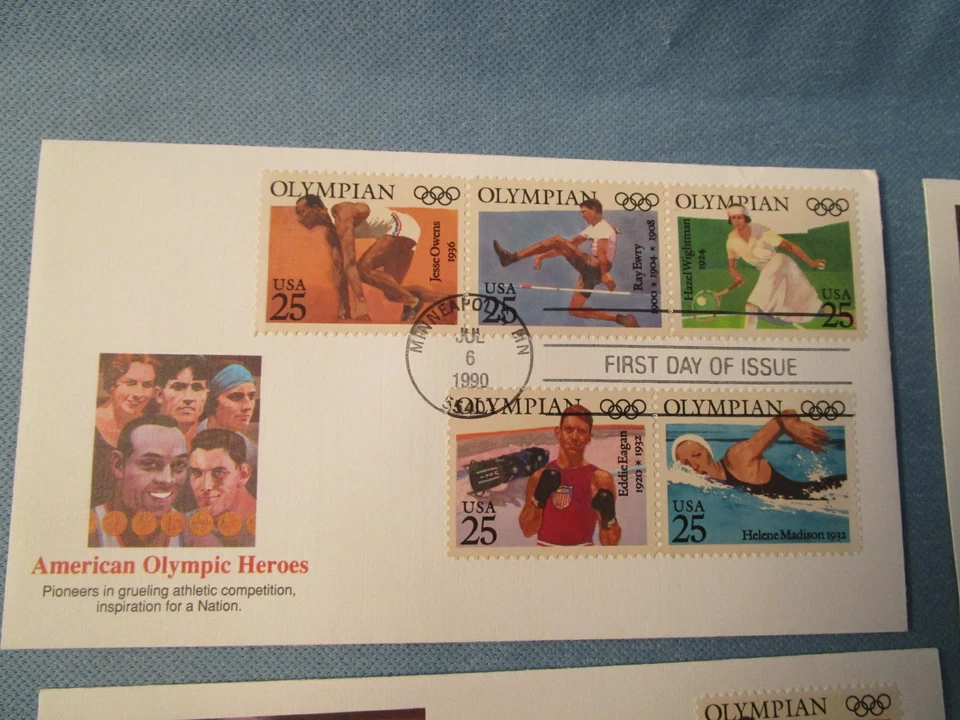 OLYMPIAN
Jesse Owens
1936
USA
25
OLYMPIAN
Ray Ewry
1900 * 1904 * 1908
USA
25
OLYMPIAN
Hazel Wightman
1924
USA
25
MINNEAPOLIS, MN
JUL
6
1990
FIRST DAY OF ISSUE
OLYMPIAN
Eddie Eagan
1920 * 1932
USA
25
OLYMPIAN
USA
25
Helene Madison 1932
American Olympic Heroes
Pioneers in grueling athletic competition,
inspiration for a Nation.
OLYMPIAN